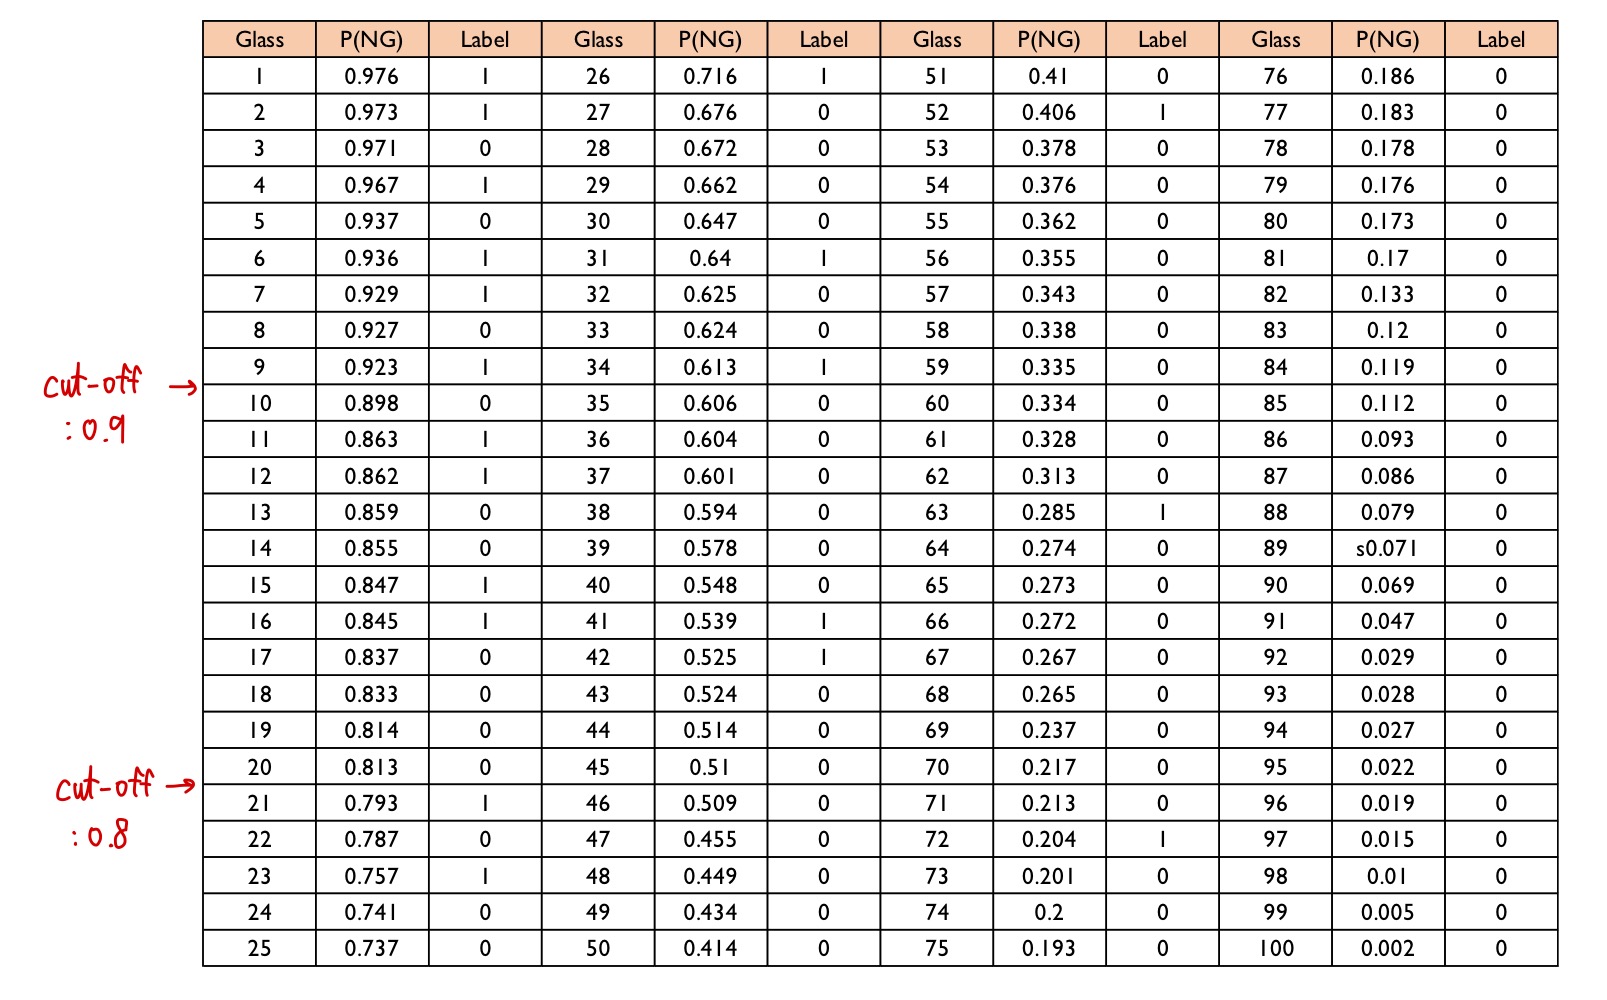 Glass P(NG) Label Glass P(NG) Label Glass P(NG) Label Glass P(NG) Label
1 0.976 1 26 0.716 1 51 0.41 0 76 0.186 0
2 0.973 1 27 0.676 0 52 0.406 1 77 0.183 0
3 0.971 0 28 0.672 0 53 0.378 0 78 0.178 0
4 0.967 1 29 0.662 0 54 0.376 0 79 0.176 0
5 0.937 0 30 0.647 0 55 0.362 0 80 0.173 0
6 0.936 1 31 0.64 1 56 0.355 0 81 0.17 0
7 0.929 1 32 0.625 0 57 0.343 0 82 0.133 0
8 0.927 0 33 0.624 0 58 0.338 0 83 0.12 0
9 0.923 1 34 0.613 1 59 0.335 0 84 0.119 0
cut-off →
10 0.898 0 35 0.606 0 60 0.334 0 85 0.112 0
: 0.9
11 0.863 1 36 0.604 0 61 0.328 0 86 0.093 0
12 0.862 1 37 0.601 0 62 0.313 0 87 0.086 0
13 0.859 0 38 0.594 0 63 0.285 1 88 0.079 0
14 0.855 0 39 0.578 0 64 0.274 0 89 s0.071 0
15 0.847 1 40 0.548 0 65 0.273 0 90 0.069 0
16 0.845 1 41 0.539 1 66 0.272 0 91 0.047 0
17 0.837 0 42 0.525 1 67 0.267 0 92 0.029 0
18 0.833 0 43 0.524 0 68 0.265 0 93 0.028 0
19 0.814 0 44 0.514 0 69 0.237 0 94 0.027 0
20 0.813 0 45 0.51 0 70 0.217 0 95 0.022 0
cut-off →
21 0.793 1 46 0.509 0 71 0.213 0 96 0.019 0
: 0.8
22 0.787 0 47 0.455 0 72 0.204 1 97 0.015 0
23 0.757 1 48 0.449 0 73 0.201 0 98 0.01 0
24 0.741 0 49 0.434 0 74 0.2 0 99 0.005 0
25 0.737 0 50 0.414 0 75 0.193 0 100 0.002 0